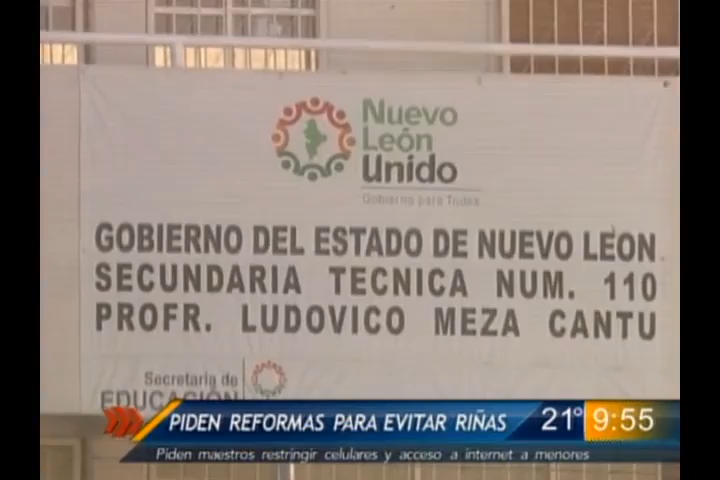 Nuevo
León
Unido
Gobierno para Todos
GOBIERNO DEL ESTADO DE NUEVO LEON
SECUNDARIA TECNICA NUM. 110
PROFR. LUDOVICO MEZA CANTU
Secretaría de
EDUCACIÓN
PIDEN REFORMAS PARA EVITAR RIÑAS 21° 9:55
Piden maestros restringir celulares y acceso a internet a menores